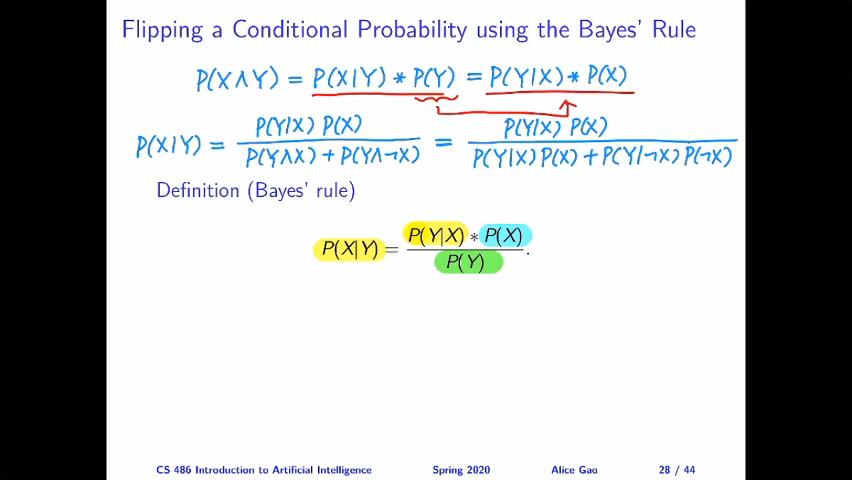 Flipping a Conditional Probability using the Bayes' Rule
P(X∧Y) = P(X|Y) * P(Y) = P(Y|X) * P(X)
P(X|Y) = P(Y|X) P(X) / P(Y∧X) + P(Y∧¬X) = P(Y|X) P(X) / P(Y|X) P(X) + P(Y|¬X) P(¬X)
Definition (Bayes' rule)
P(X|Y) = P(Y|X) * P(X) / P(Y) .
CS 486 Introduction to Artificial Intelligence Spring 2020 Alice Gao 28 / 44